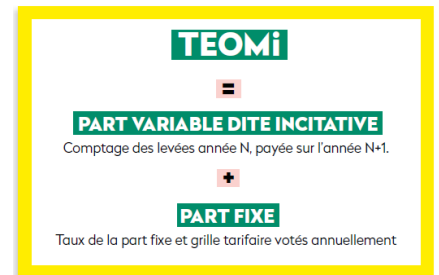 TEOMi
=
PART VARIABLE DITE INCITATIVE
Comptage des levées année N, payée sur l'année N+1.
+
PART FIXE
Taux de la part fixe et grille tarifaire votés annuellement